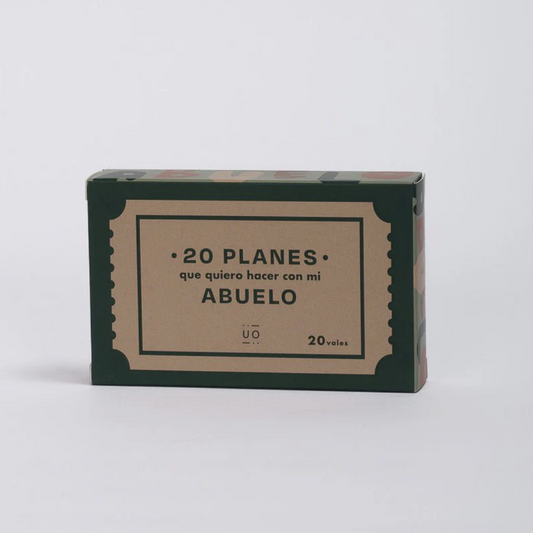 • 20 PLANES •
que quiero hacer con mi
ABUELO
UO
20 vales